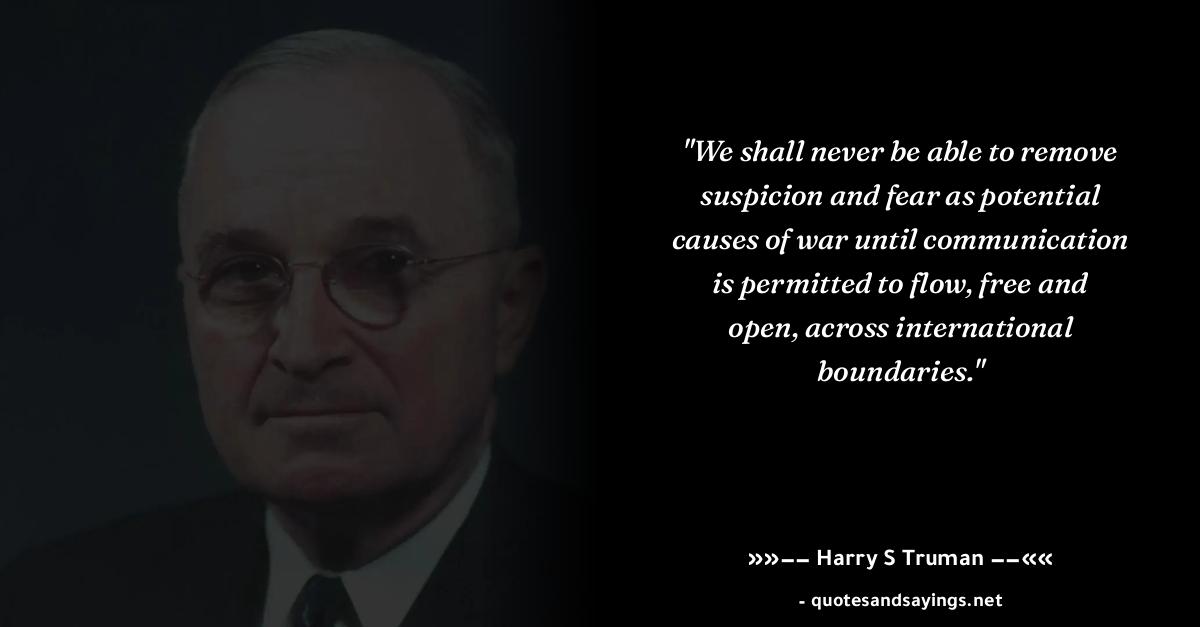 "We shall never be able to remove
suspicion and fear as potential
causes of war until communication
is permitted to flow, free and
open, across international
boundaries."
»»−− Harry S Truman −−««
- quotesandsayings.net